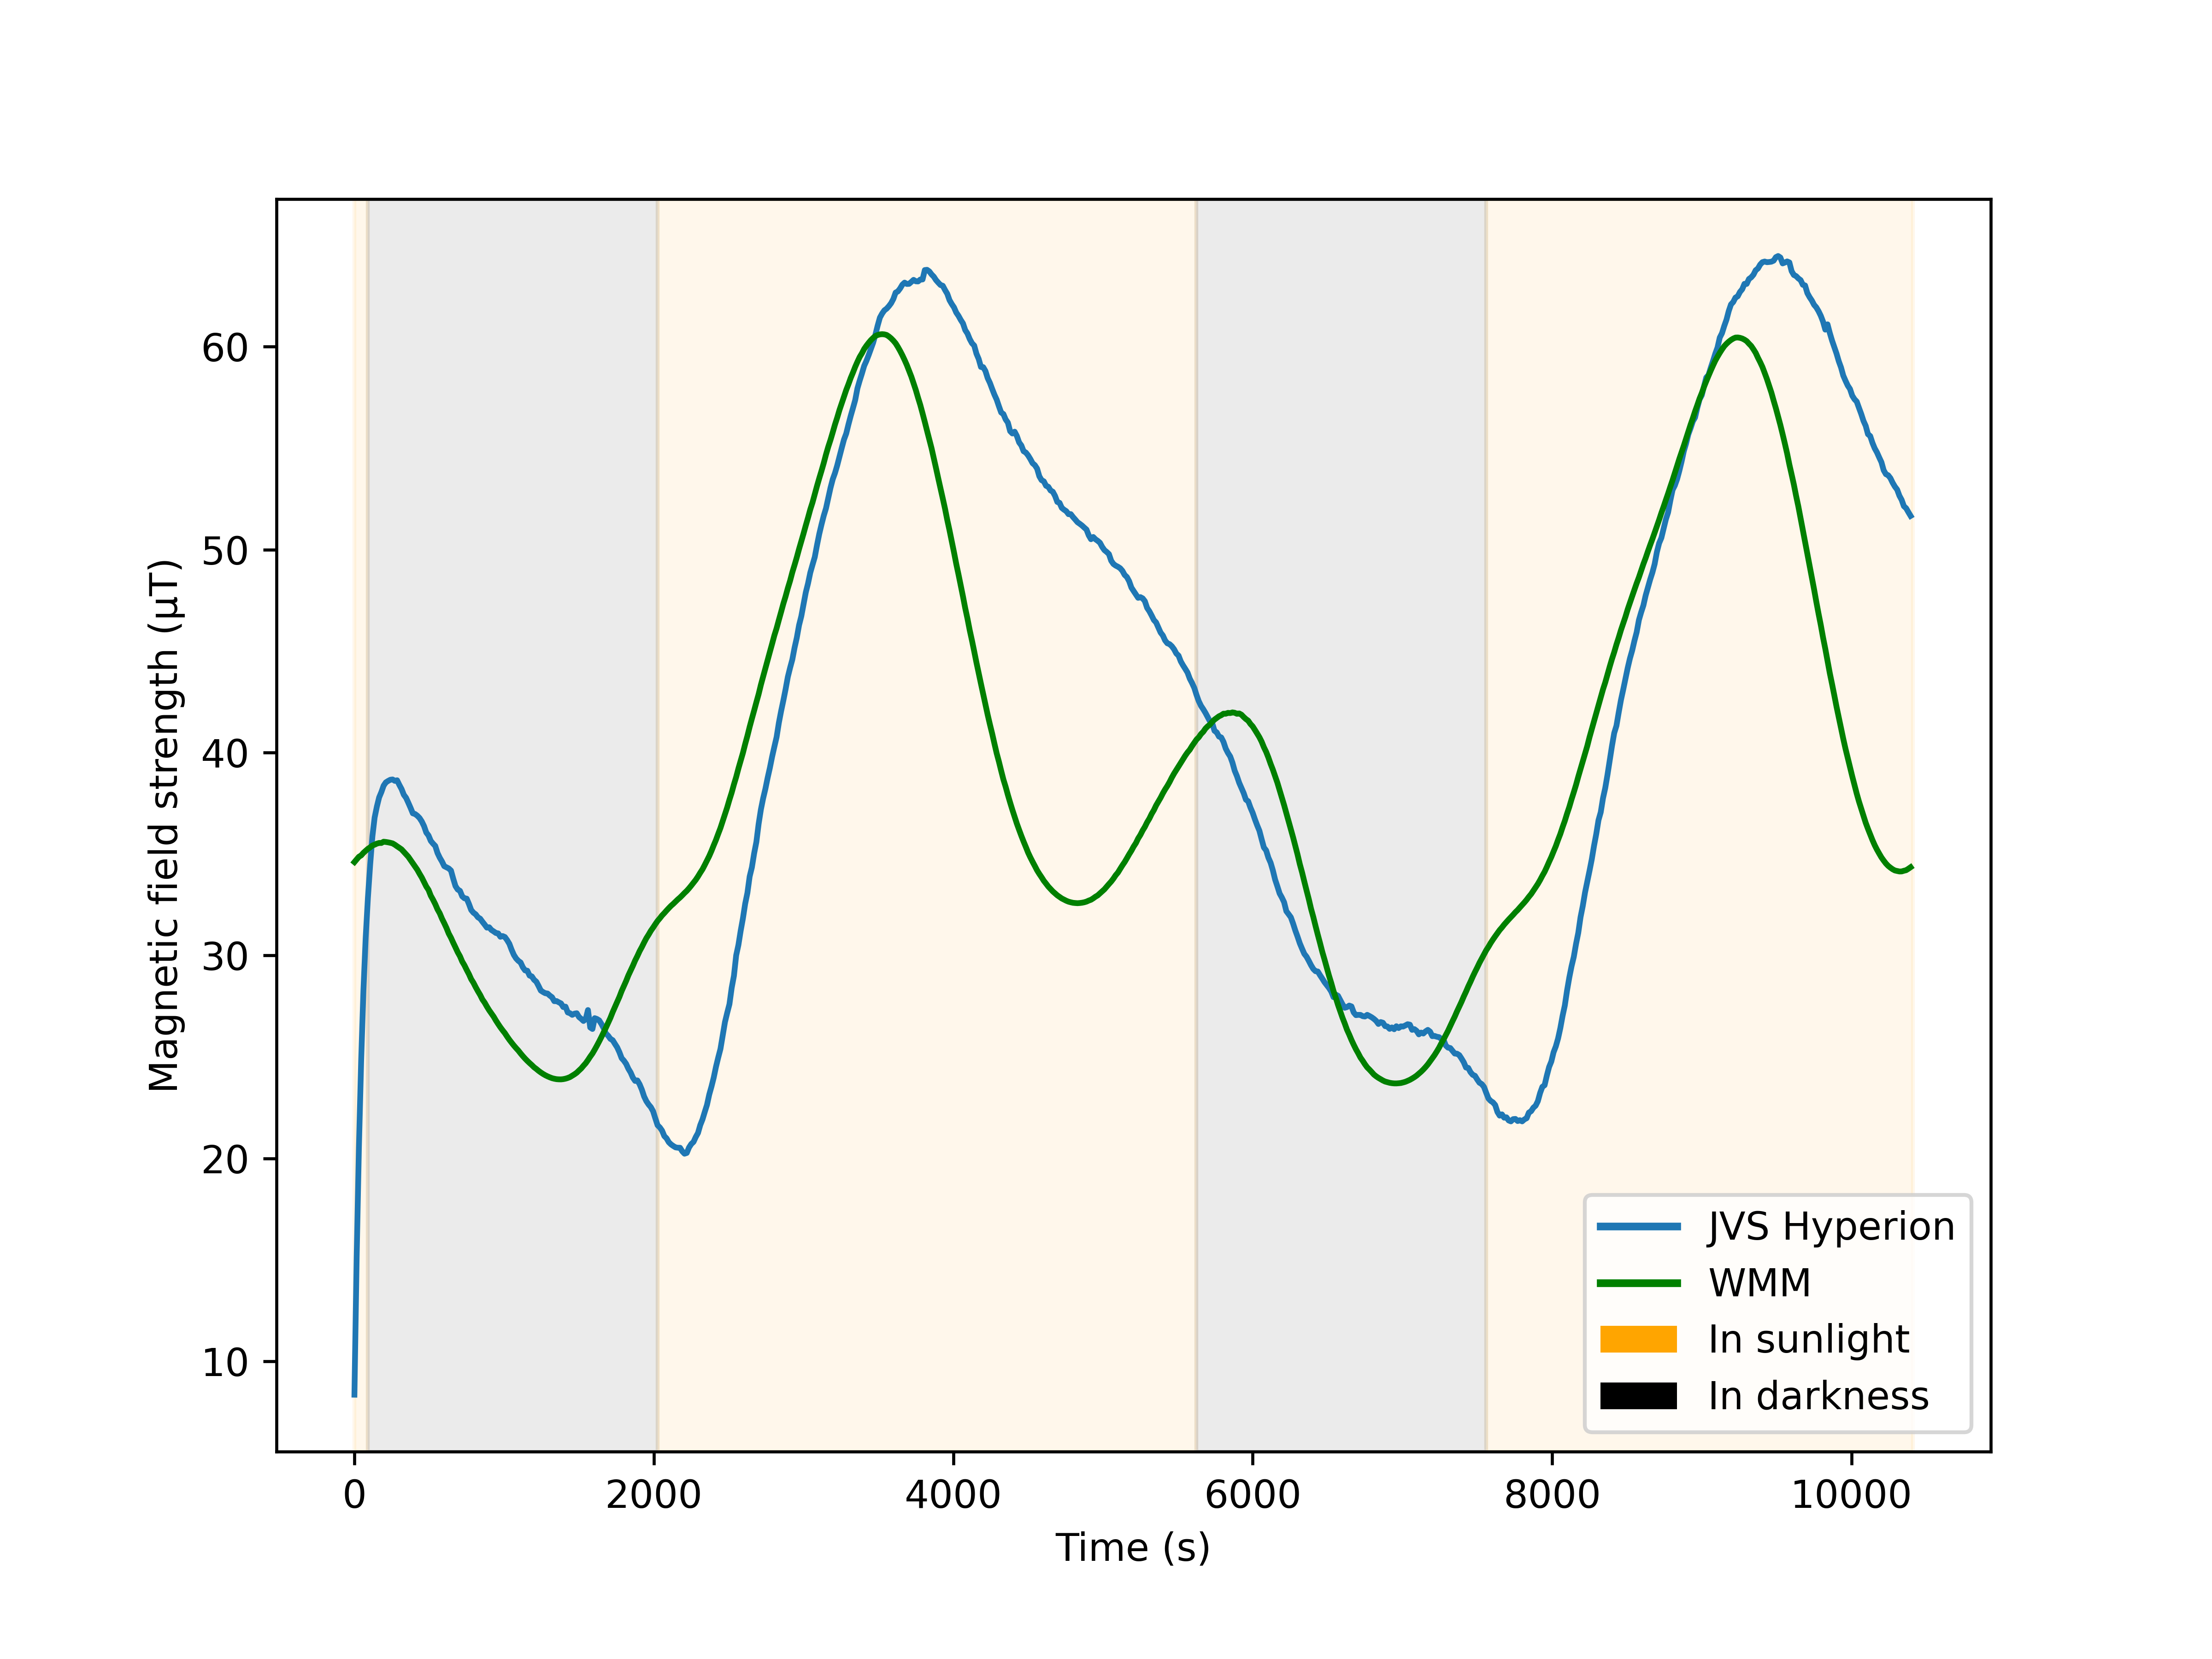 60
50
40
30
20
10
Magnetic field strength (μT)
0
2000
4000
6000
8000
10000
Time (s)
JVS Hyperion
WMM
In sunlight
In darkness